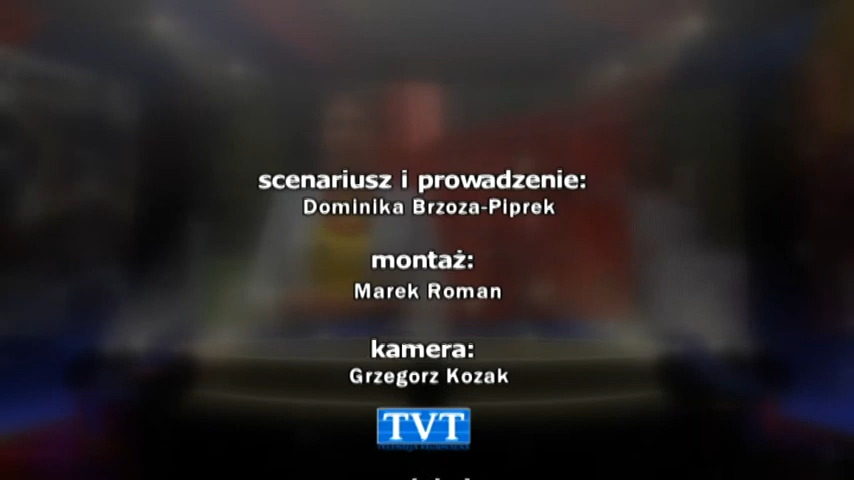 scenariusz i prowadzenie:
Dominika Brzoza-Piprek
montaż:
Marek Roman
kamera:
Grzegorz Kozak
TVT